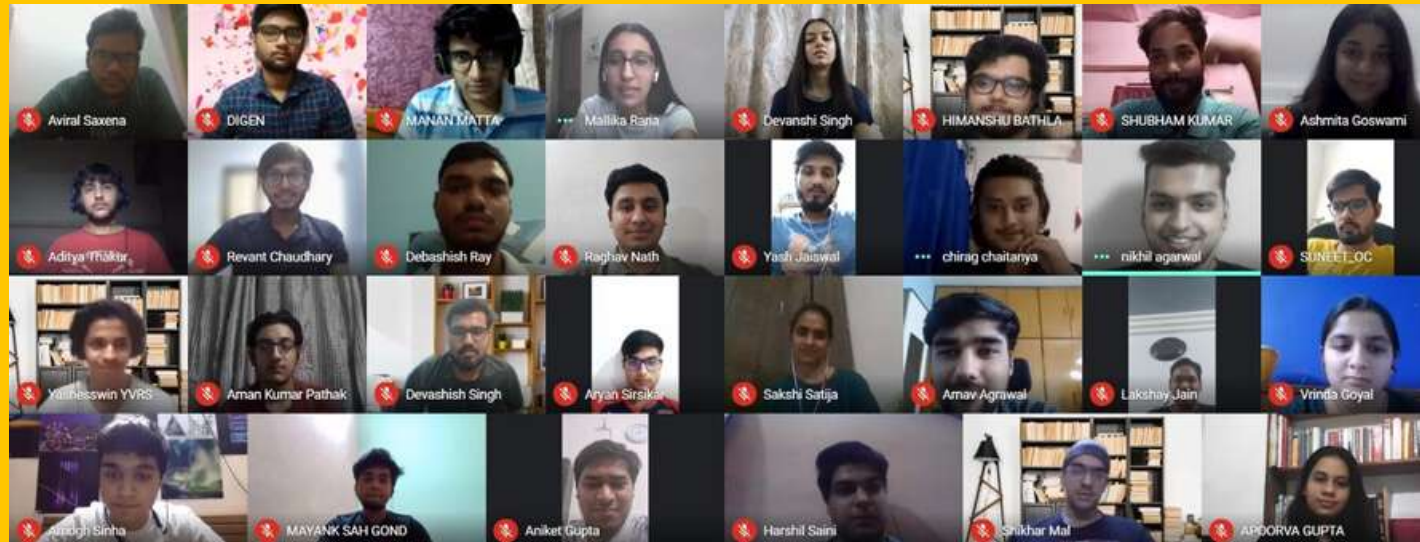 Aviral Saxena
DIGEN
MANAN MATTA
Mallika Rana
Devanshi Singh
HIMANSHU BATHLA
SHUBHAM KUMAR
Ashmita Goswami
Aditya Thakur
Revant Chaudhary
Debashish Ray
Raghav Nath
Yash Jaiswal
chirag chaitanya
nikhil agarwal
SUNEET_OC
Yashesswin YVRS
Aman Kumar Pathak
Devashish Singh
Aryan Sirsikar
Sakshi Satija
Arnav Agrawal
Lakshay Jain
Vrinda Goyal
Amogh Sinha
MAYANK SAH GOND
Aniket Gupta
Harshil Saini
Shikhar Mal
APOORVA GUPTA